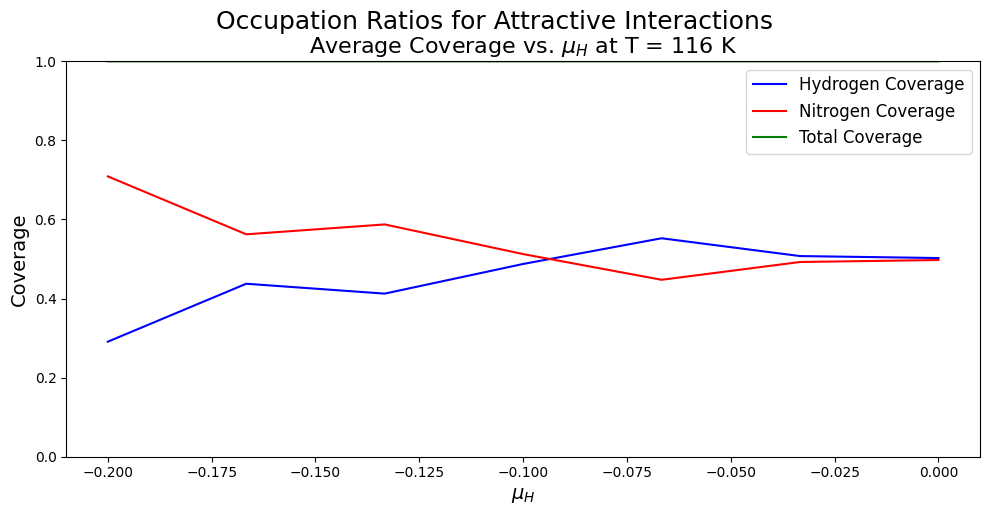 Occupation Ratios for Attractive Interactions
Average Coverage vs. $\mu_H$ at T = 116 K
Hydrogen Coverage
Nitrogen Coverage
Total Coverage
Coverage
1.0
0.8
0.6
0.4
0.2
0.0
−0.200
−0.175
−0.150
−0.125
−0.100
−0.075
−0.050
−0.025
0.000
$\mu_H$